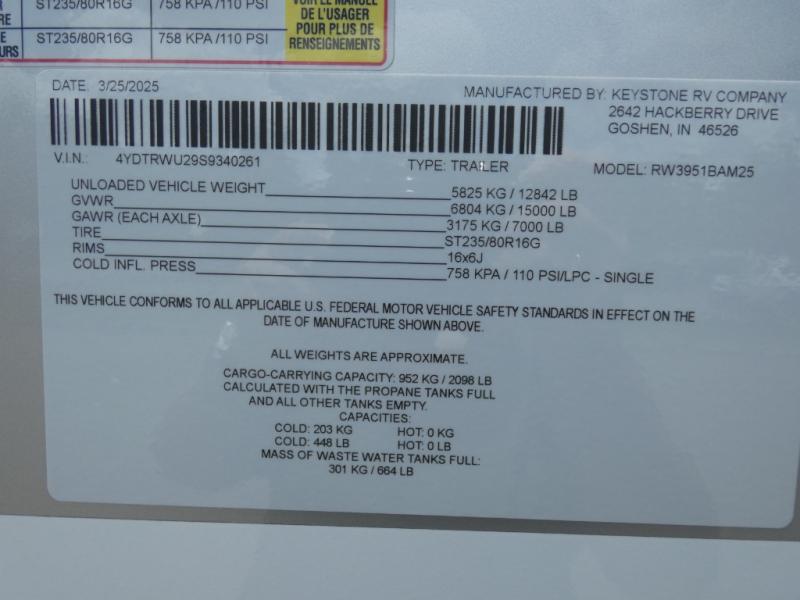 ST235/80R16G 758 KPA /110 PSI
RE
E ST235/80R16G 758 KPA /110 PSI
URS
VOIR LE MANUEL
DE L'USAGER
POUR PLUS DE
RENSEIGNEMENTS
DATE: 3/25/2025
MANUFACTURED BY: KEYSTONE RV COMPANY
2642 HACKBERRY DRIVE
GOSHEN, IN 46526
V.I.N.: 4YDTRWU29S9340261 TYPE: TRAILER MODEL: RW3951BAM25
UNLOADED VEHICLE WEIGHT 5825 KG / 12842 LB
GVWR 6804 KG / 15000 LB
GAWR (EACH AXLE) 3175 KG / 7000 LB
TIRE ST235/80R16G
RIMS 16x6J
COLD INFL. PRESS 758 KPA / 110 PSI/LPC - SINGLE
THIS VEHICLE CONFORMS TO ALL APPLICABLE U.S. FEDERAL MOTOR VEHICLE SAFETY STANDARDS IN EFFECT ON THE
DATE OF MANUFACTURE SHOWN ABOVE.
ALL WEIGHTS ARE APPROXIMATE.
CARGO-CARRYING CAPACITY: 952 KG / 2098 LB
CALCULATED WITH THE PROPANE TANKS FULL
AND ALL OTHER TANKS EMPTY.
CAPACITIES:
COLD: 203 KG HOT: 0 KG
COLD: 448 LB HOT: 0 LB
MASS OF WASTE WATER TANKS FULL:
301 KG / 664 LB